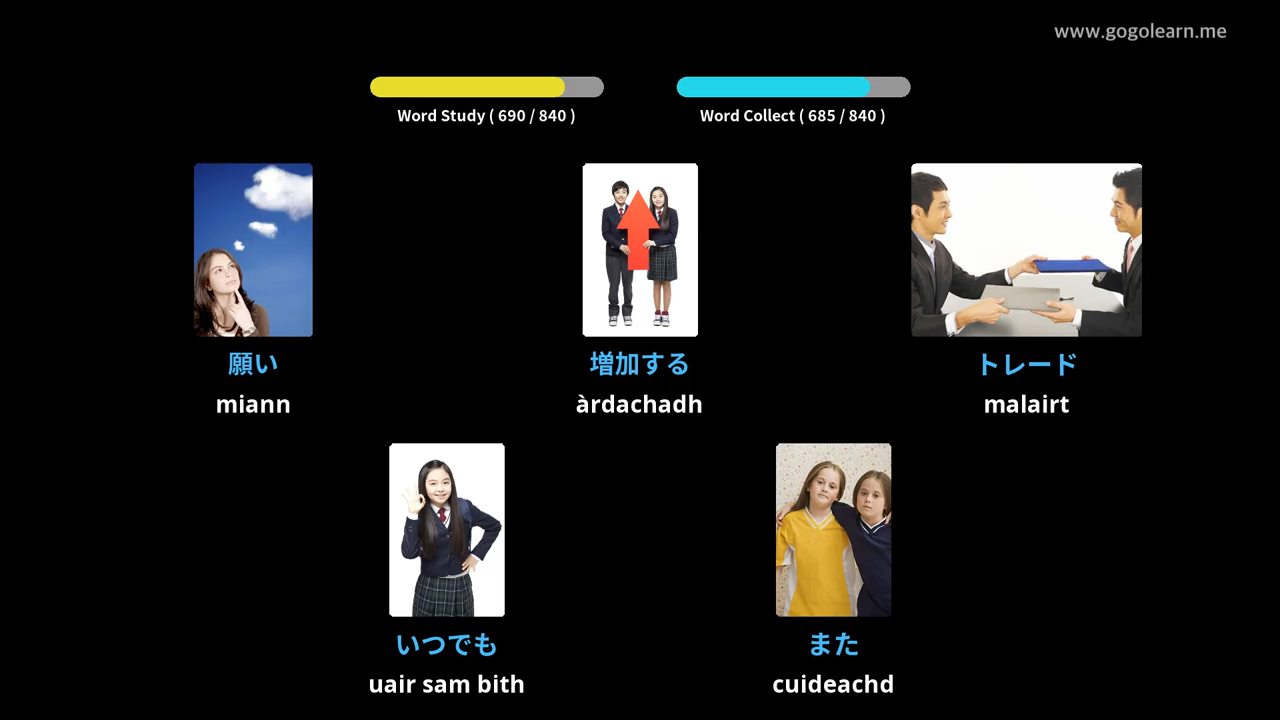 www.gogolearn.me
Word Study ( 690 / 840 )
Word Collect ( 685 / 840 )
願い
miann
増加する
àrdachadh
トレード
malairt
いつでも
uair sam bith
また
cuideachd